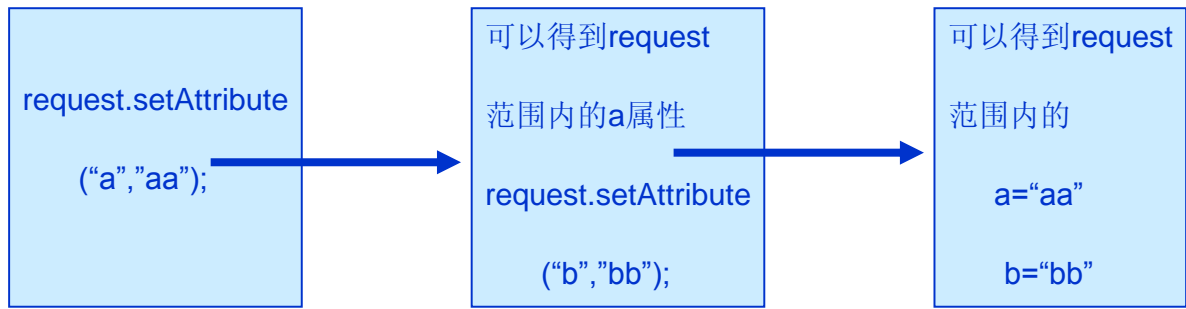 request.setAttribute
(“a”,”aa”);
可以得到request
范围内的a属性
request.setAttribute
(“b”,”bb”);
可以得到request
范围内的
a=“aa”
b=“bb”